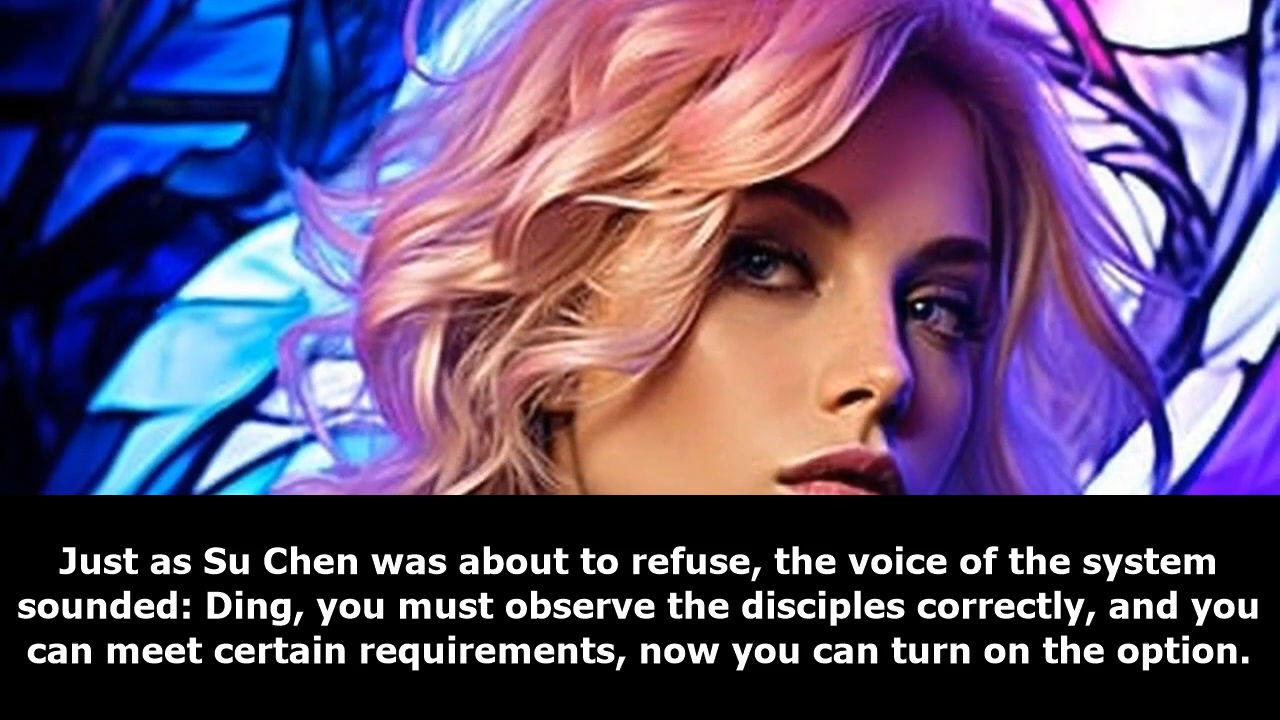 Just as Su Chen was about to refuse, the voice of the system
sounded: Ding, you must observe the disciples correctly, and you
can meet certain requirements, now you can turn on the option.